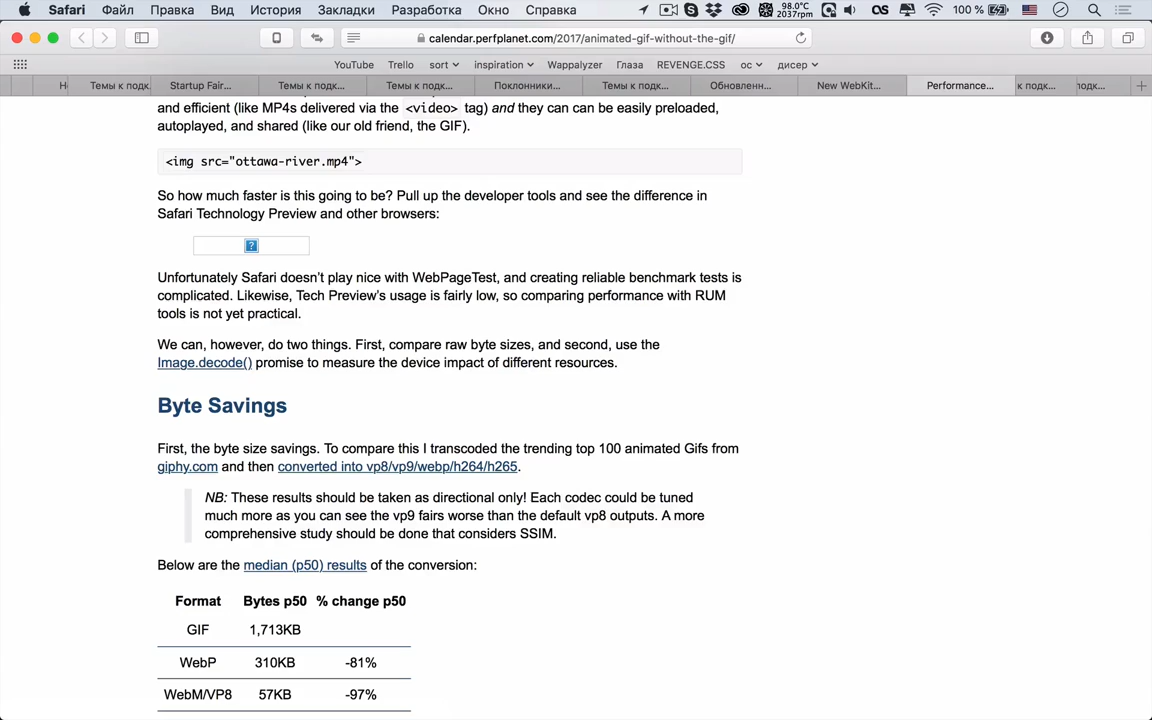 Safari Файл Правка Вид История Закладки Разработка Окно Справка 98.0°C 2037rpm 100 %
calendar.perfplanet.com/2017/animated-gif-without-the-gif/
YouTube Trello sort inspiration Wappalyzer Глаза REVENGE.CSS ос дисер
Н Темы к подк. Startup Fair... Темы к подк... Темы к подк... Поклонники... Темы к подк... Обновленн... New WebKit... Performance... к подк... подк...
and efficient (like MP4s delivered via the <video> tag) and they can can be easily preloaded,
autoplayed, and shared (like our old friend, the GIF).
<img src="ottawa-river.mp4">
So how much faster is this going to be? Pull up the developer tools and see the difference in
Safari Technology Preview and other browsers:
?
Unfortunately Safari doesn't play nice with WebPageTest, and creating reliable benchmark tests is
complicated. Likewise, Tech Preview's usage is fairly low, so comparing performance with RUM
tools is not yet practical.
We can, however, do two things. First, compare raw byte sizes, and second, use the
Image.decode() promise to measure the device impact of different resources.
Byte Savings
First, the byte size savings. To compare this I transcoded the trending top 100 animated Gifs from
giphy.com and then converted into vp8/vp9/webp/h264/h265.
NB: These results should be taken as directional only! Each codec could be tuned
much more as you can see the vp9 fairs worse than the default vp8 outputs. A more
comprehensive study should be done that considers SSIM.
Below are the median (p50) results of the conversion:
Format Bytes p50 % change p50
GIF 1,713KB
WebP 310KB -81%
WebM/VP8 57KB -97%